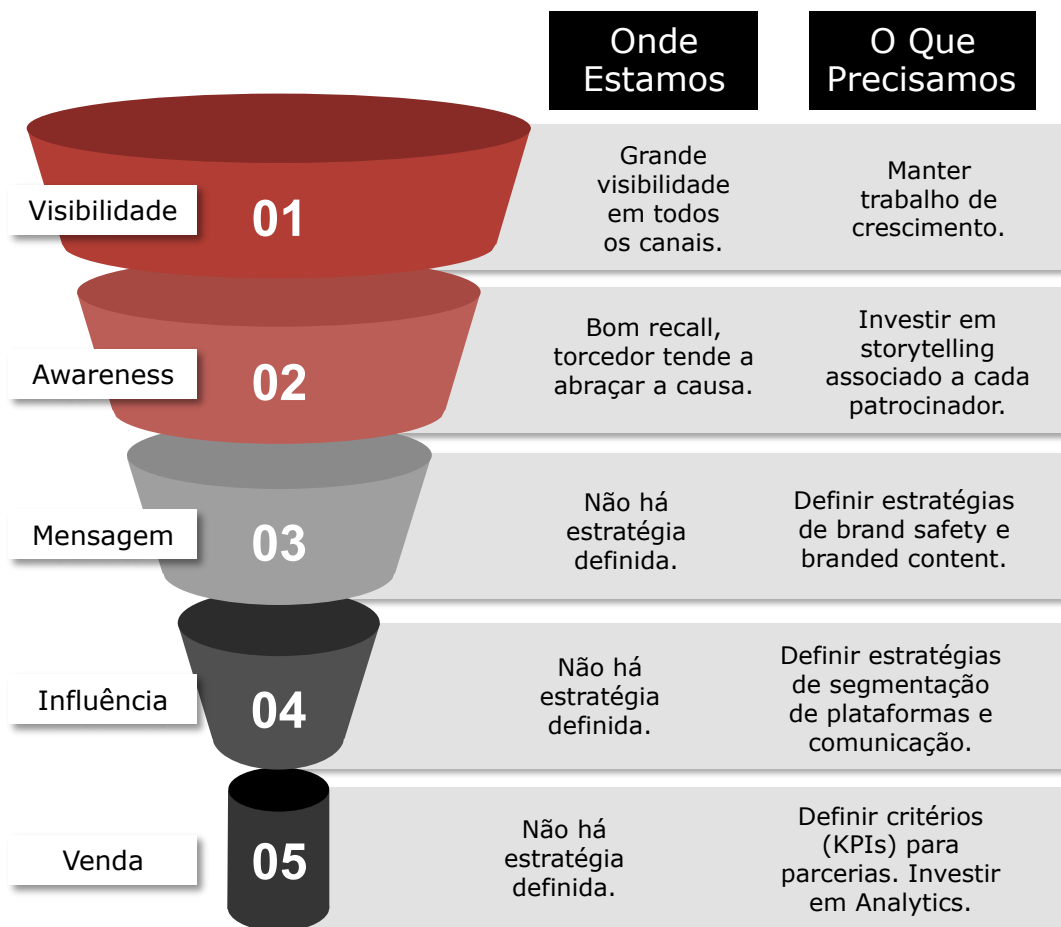 Onde
Estamos
O Que
Precisamos
Visibilidade
01
Grande
visibilidade
em todos
os canais.
Manter
trabalho de
crescimento.
Awareness
02
Bom recall,
torcedor tende a
abraçar a causa.
Investir em
storytelling
associado a cada
patrocinador.
Mensagem
03
Não há
estratégia
definida.
Definir estratégias
de brand safety e
branded content.
Influência
04
Não há
estratégia
definida.
Definir estratégias
de segmentação
de plataformas e
comunicação.
Venda
05
Não há
estratégia
definida.
Definir critérios
(KPIs) para
parcerias. Investir
em Analytics.